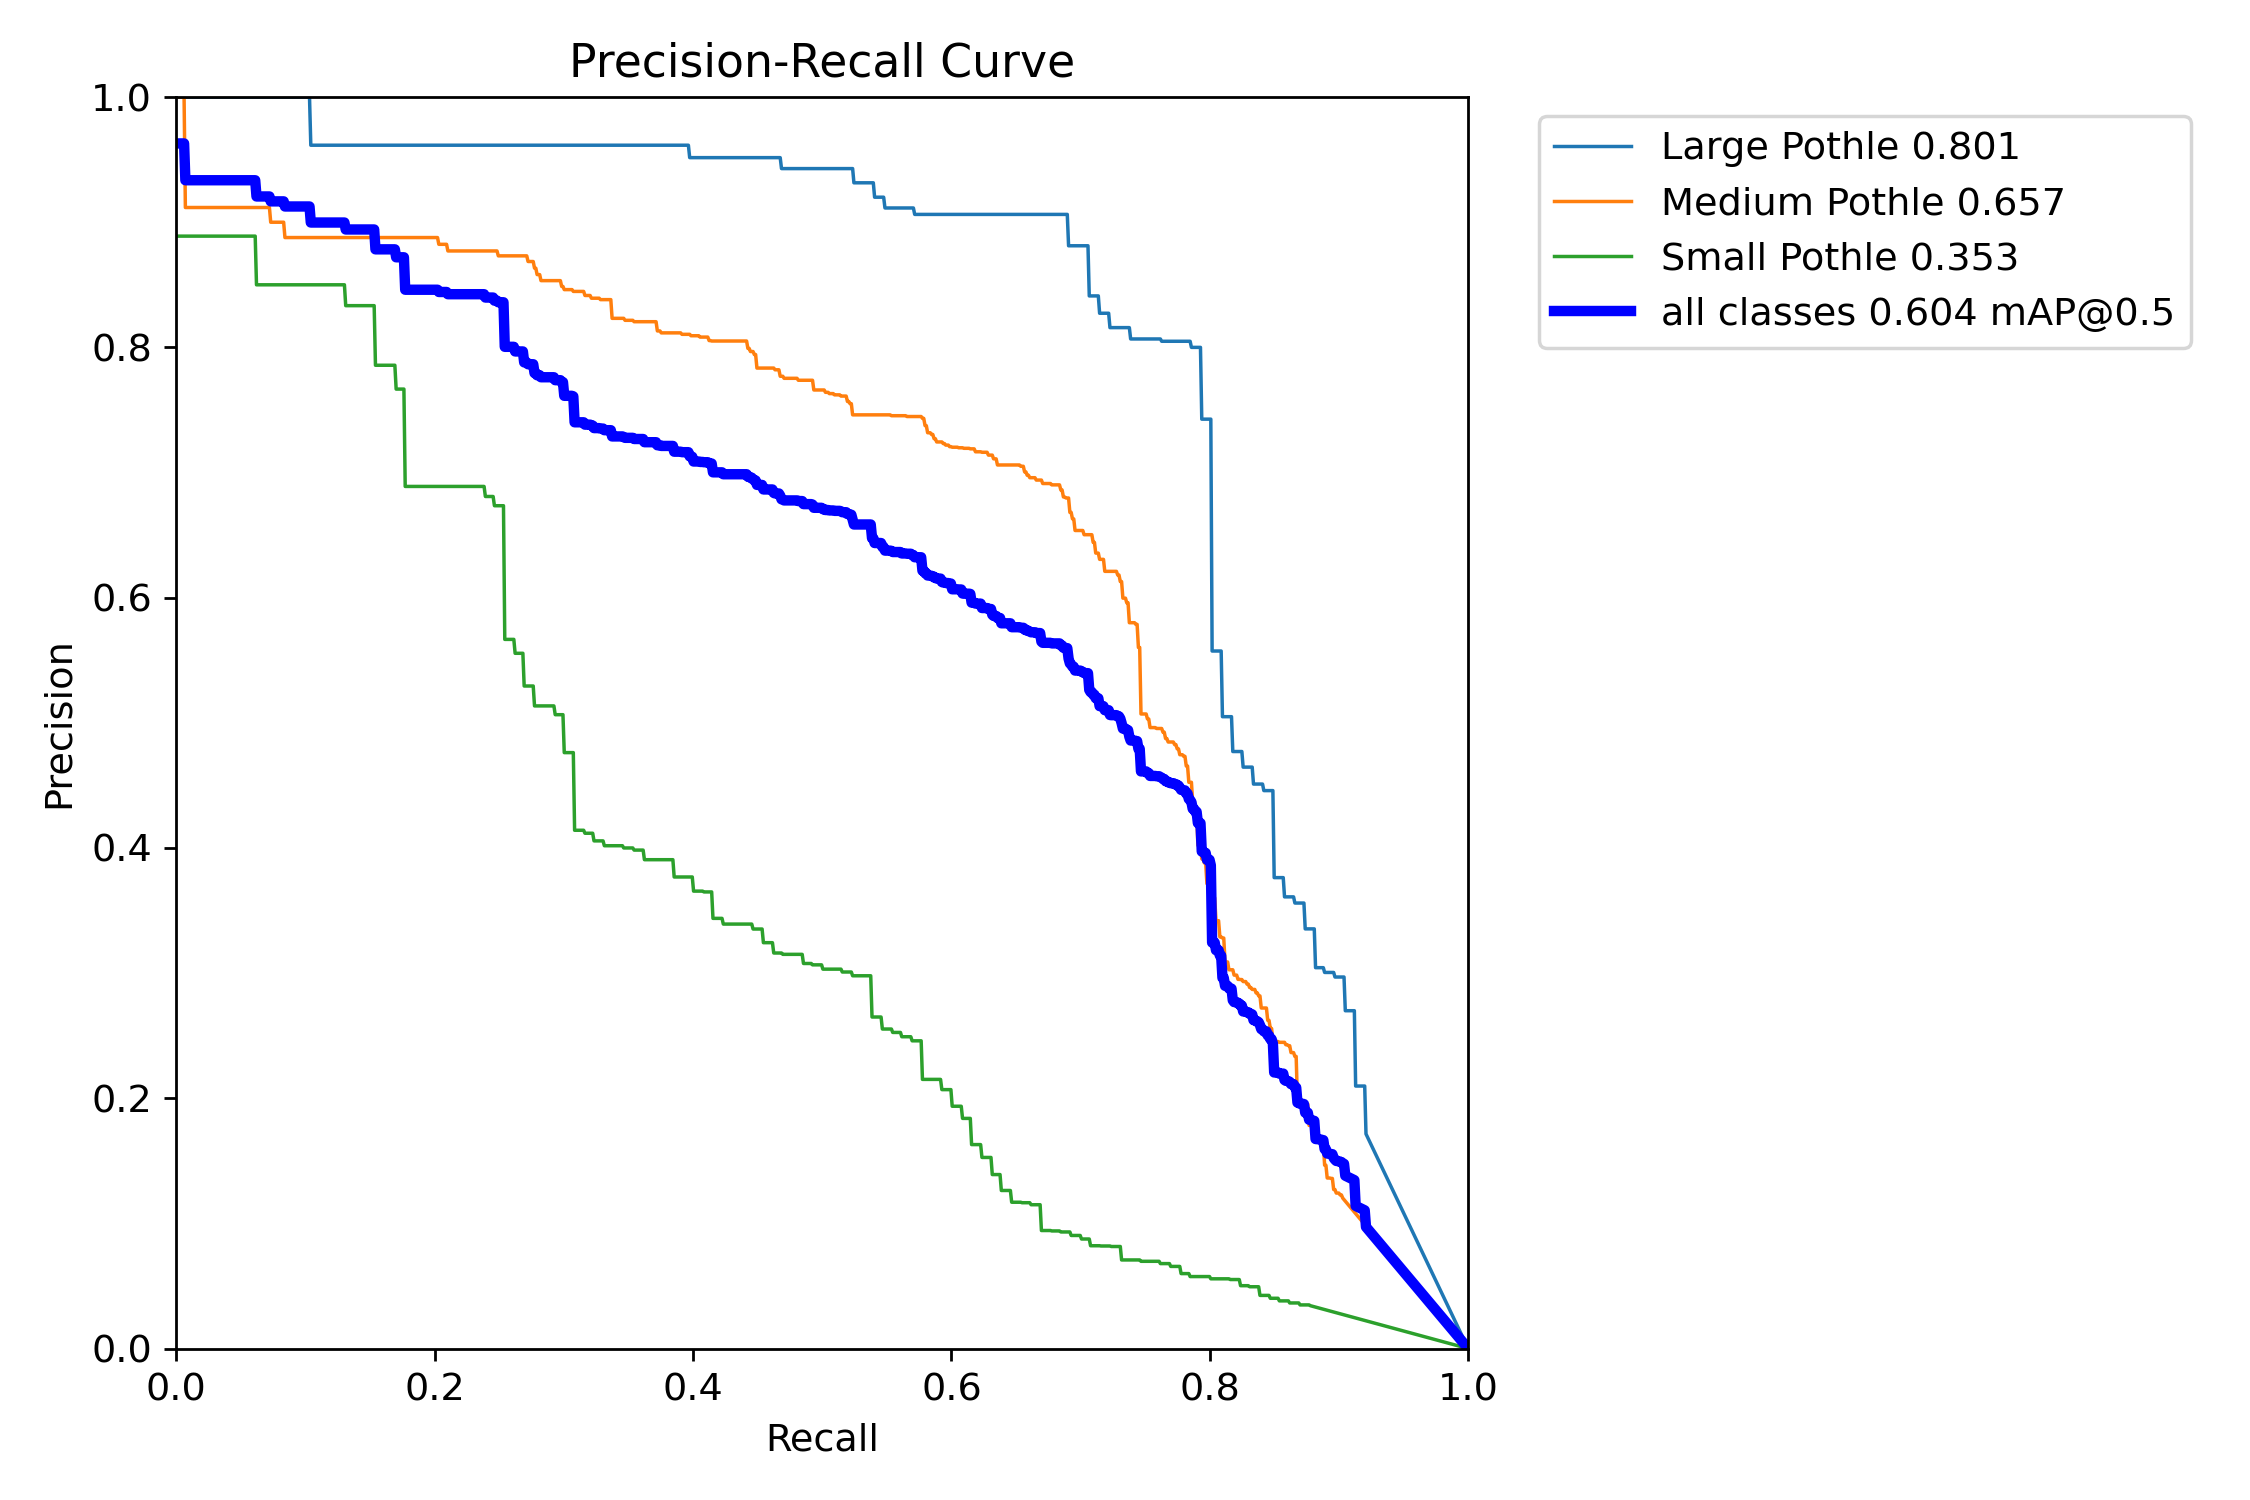 Precision-Recall Curve
1.0
0.8
0.6
0.4
0.2
0.0
Precision
0.0 0.2 0.4 0.6 0.8 1.0
Recall
Large Pothle 0.801
Medium Pothle 0.657
Small Pothle 0.353
all classes 0.604 mAP@0.5